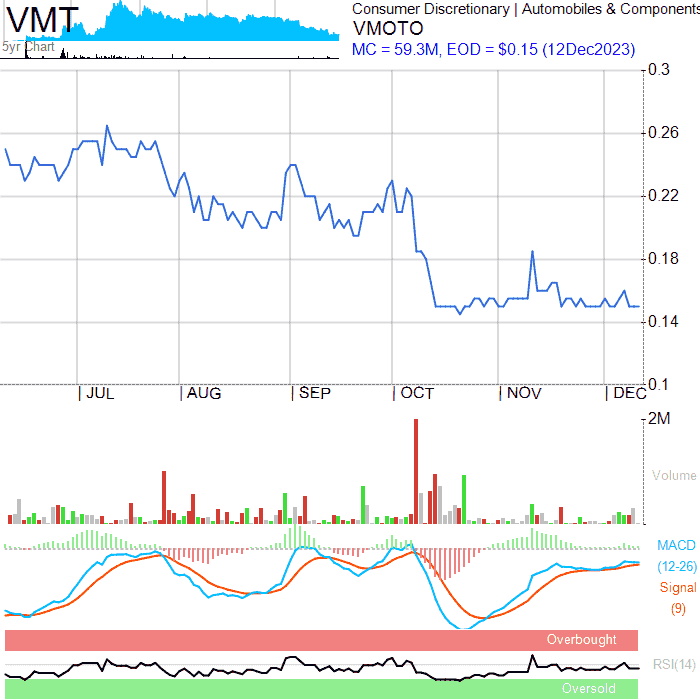 VMT
5yr Chart
Consumer Discretionary | Automobiles & Components
VMOTO
MC = 59.3M, EOD = $0.15 (12Dec2023)
0.3
0.26
0.22
0.18
0.14
0.1
| JUL | AUG | SEP | OCT | NOV | DEC
2M
Volume
MACD
(12-26)
Signal
(9)
Overbought
RSI(14)
Oversold